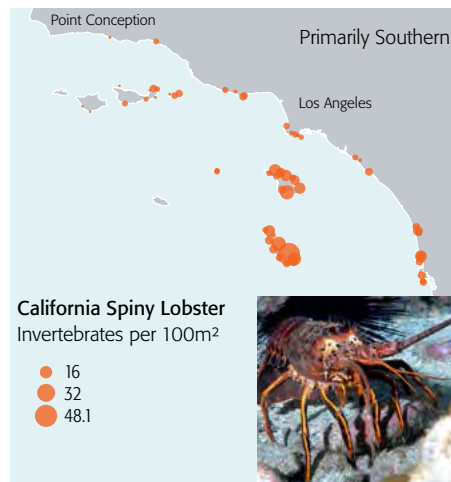 Point Conception
Primarily Southern
Los Angeles
California Spiny Lobster
Invertebrates per 100m²
16
32
48.1